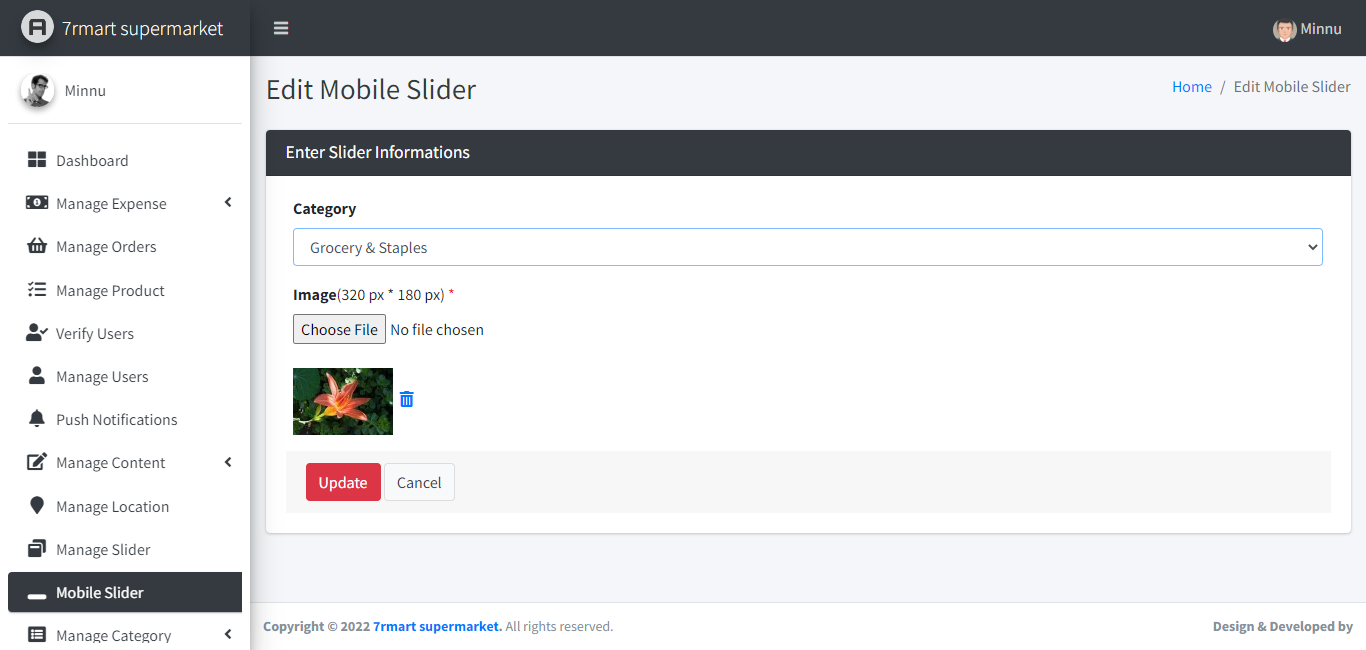 7rmart supermarket
Minnu
Minnu
Dashboard
Manage Expense
Manage Orders
Manage Product
Verify Users
Manage Users
Push Notifications
Manage Content
Manage Location
Manage Slider
Mobile Slider
Manage Category
Edit Mobile Slider
Home / Edit Mobile Slider
Enter Slider Informations
Category
Grocery & Staples
Image(320 px * 180 px) *
Choose File No file chosen
Update Cancel
Copyright © 2022 7rmart supermarket. All rights reserved.
Design & Developed by